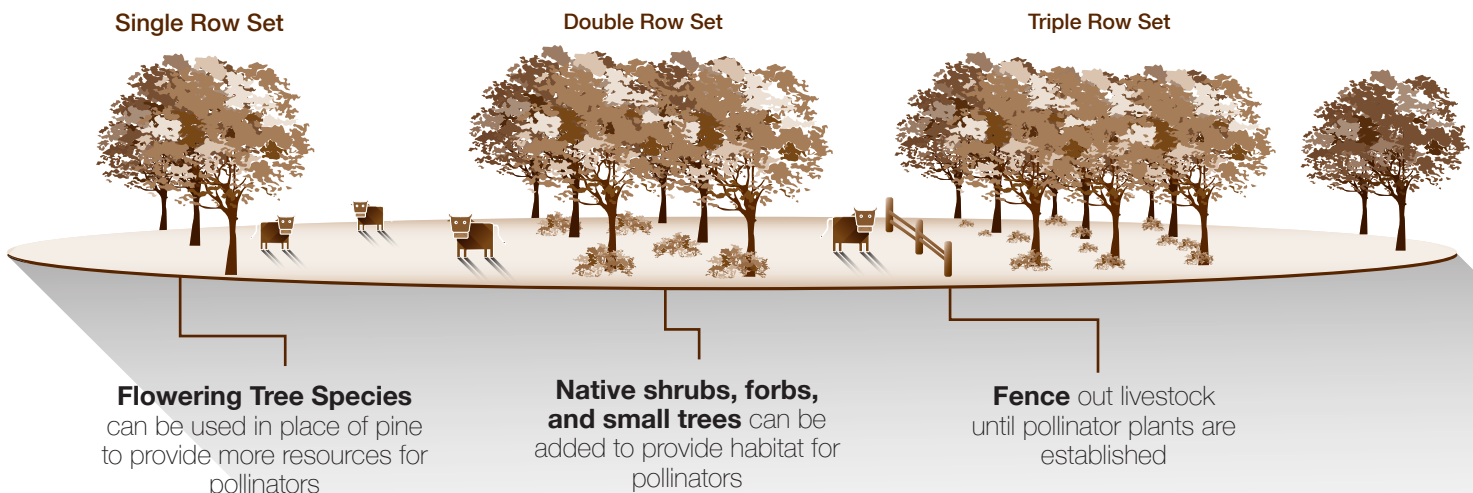 Single Row Set
Double Row Set
Triple Row Set
Flowering Tree Species
can be used in place of pine
to provide more resources for
pollinators
Native shrubs, forbs,
and small trees can be
added to provide habitat for
pollinators
Fence out livestock
until pollinator plants are
established